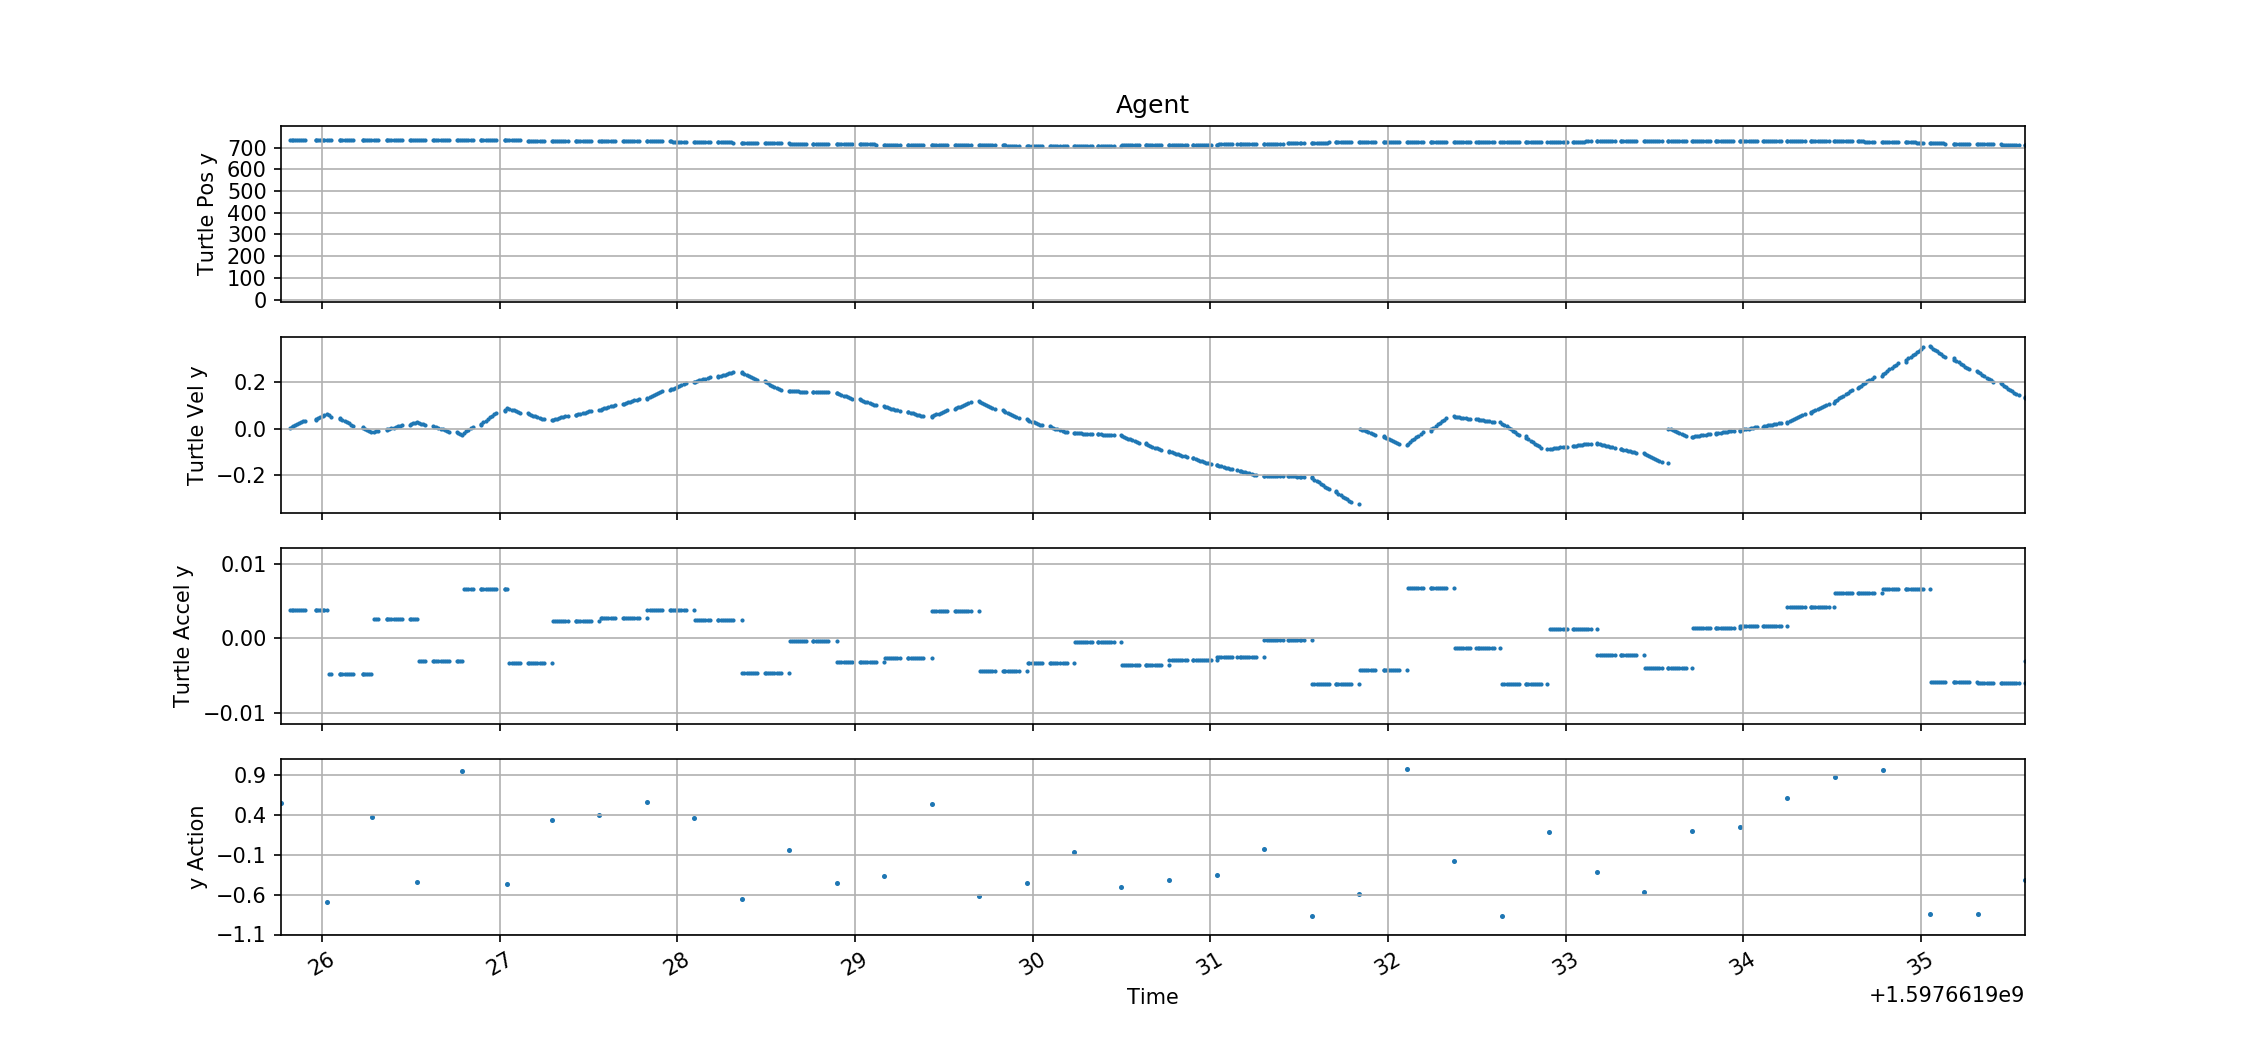 Agent
Turtle Pos y
700
600
500
400
300
200
100
0
Turtle Vel y
0.2
0.0
−0.2
Turtle Accel y
0.01
0.00
−0.01
y Action
0.9
0.4
−0.1
−0.6
−1.1
26 27 28 29 30 31 32 33 34 35
Time
+1.5976619e9